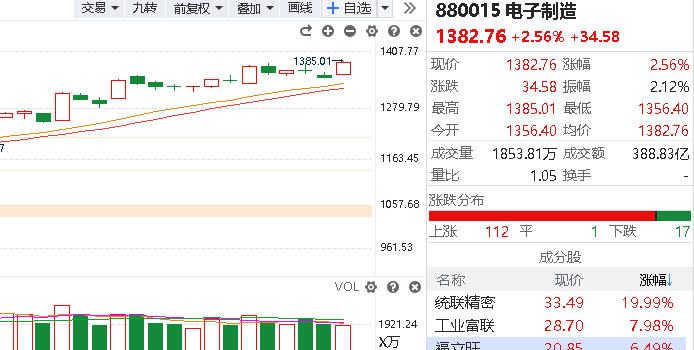 交易 九转 前复权 叠加 画线 +自选
1385.01
1407.77
1279.79
1163.45
1057.68
961.53
7
VOL
1921.24
X万
880015 电子制造
1382.76 +2.56% +34.58
现价 1382.76 涨幅 2.56%
涨跌 34.58 振幅 2.12%
最高 1385.01 最低 1356.40
今开 1356.40 均价 1382.76
成交量 1853.81万 成交额 388.83亿
量比 1.05 换手 -
涨跌分布
上涨 112 平 1 下跌 17
成分股
名称 现价 涨幅↓
统联精密 33.49 19.99%
工业富联 28.70 7.98%
福立旺 20.85 6.49%